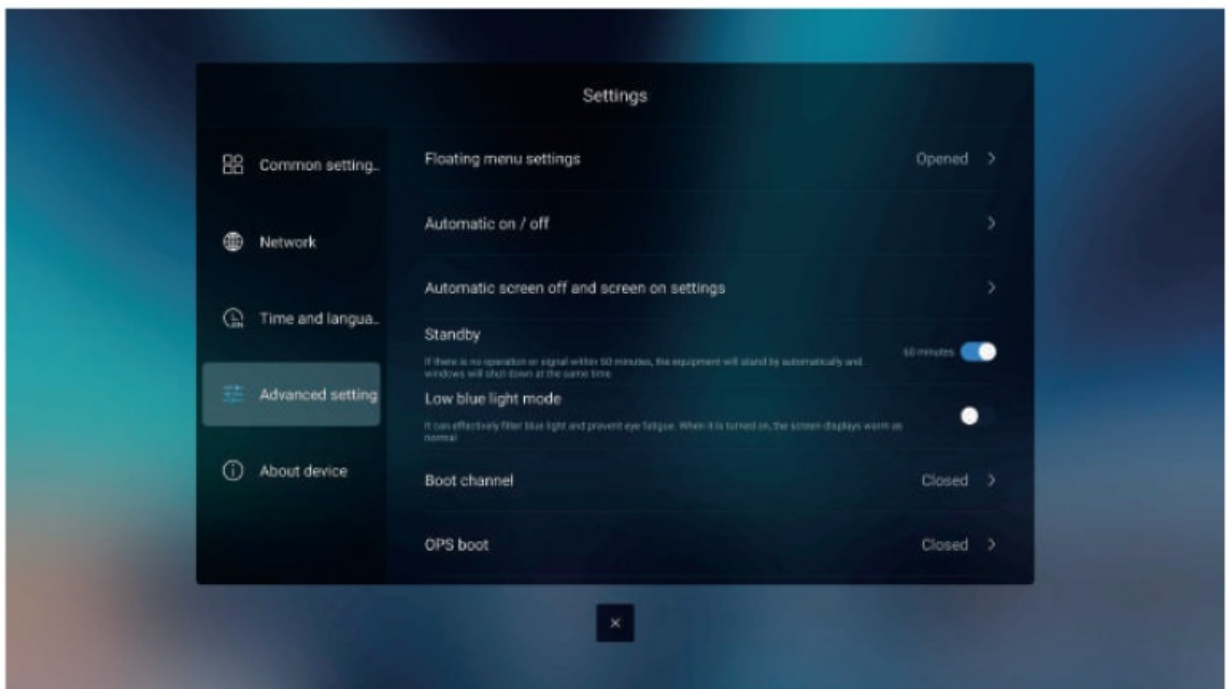 Settings
Common setting..
Network
Time and langua..
Advanced setting
About device
Floating menu settings
Opened
Automatic on / off
Automatic screen off and screen on settings
Standby
If there is no operation or signal within 60 minutes, the equipment will stand by automatically and
windows will shut down at the same time
60 minutes
Low blue light mode
It can effectively filter blue light and prevent eye fatigue. When it is turned on, the screen displays warm as
normal
Boot channel
Closed
OPS boot
Closed